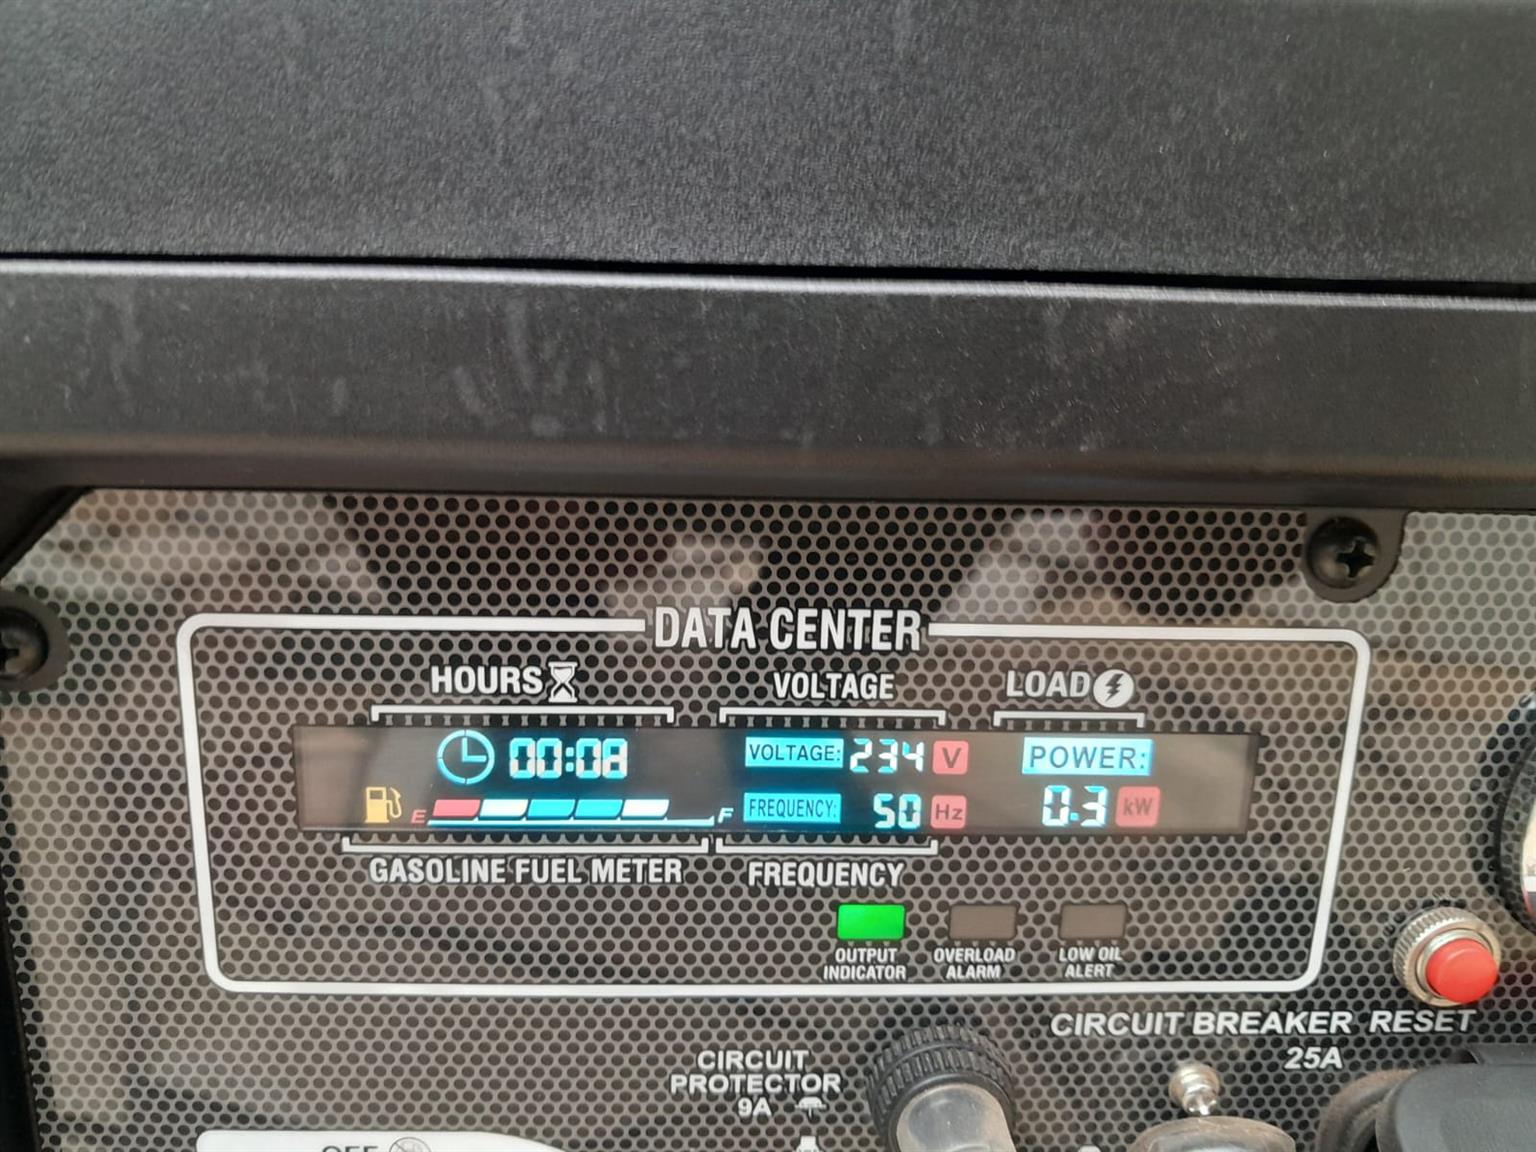 DATA CENTER
HOURS VOLTAGE LOAD
00:08 VOLTAGE: 234 V POWER:
E F FREQUENCY: 50 Hz 0.3 kW
GASOLINE FUEL METER FREQUENCY
OUTPUT INDICATOR
OVERLOAD ALARM
LOW OIL ALERT
CIRCUIT BREAKER RESET
25A
CIRCUIT
PROTECTOR
9A
OFF